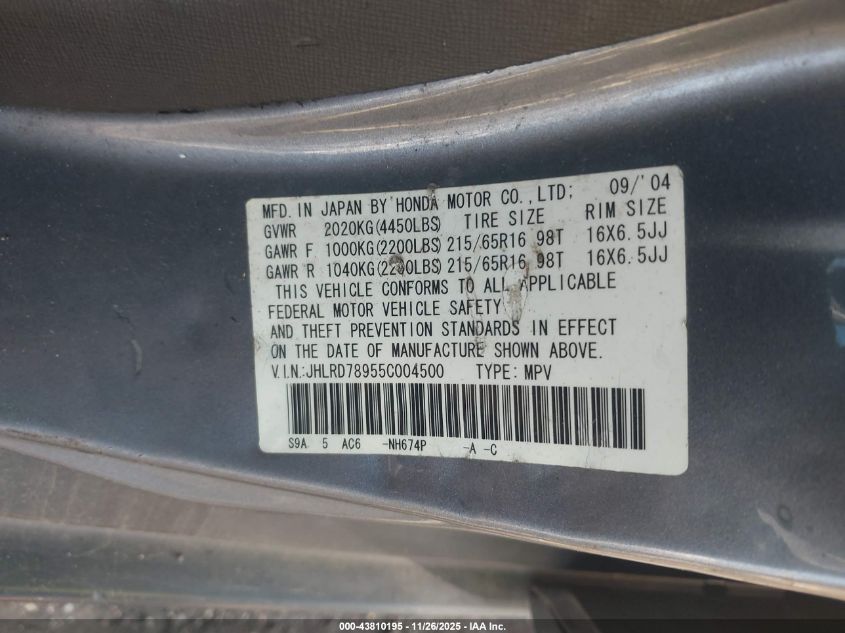 MFD. IN JAPAN BY HONDA MOTOR CO.,LTD; 09/'04
GVWR 2020KG(4450LBS) TIRE SIZE RIM SIZE
GAWR F 1000KG(2200LBS) 215/65R16 98T 16X6.5JJ
GAWR R 1040KG(2290LBS) 215/65R16 98T 16X6.5JJ
THIS VEHICLE CONFORMS TO ALL APPLICABLE
FEDERAL MOTOR VEHICLE SAFETY
AND THEFT PREVENTION STANDARDS IN EFFECT
ON THE DATE OF MANUFACTURE SHOWN ABOVE.
V.I.N.:JHLRD78955C004500 TYPE: MPV
S9A 5 AC6 -NH674P -A -C
000-43810195 - 11/26/2025 - IAA Inc.